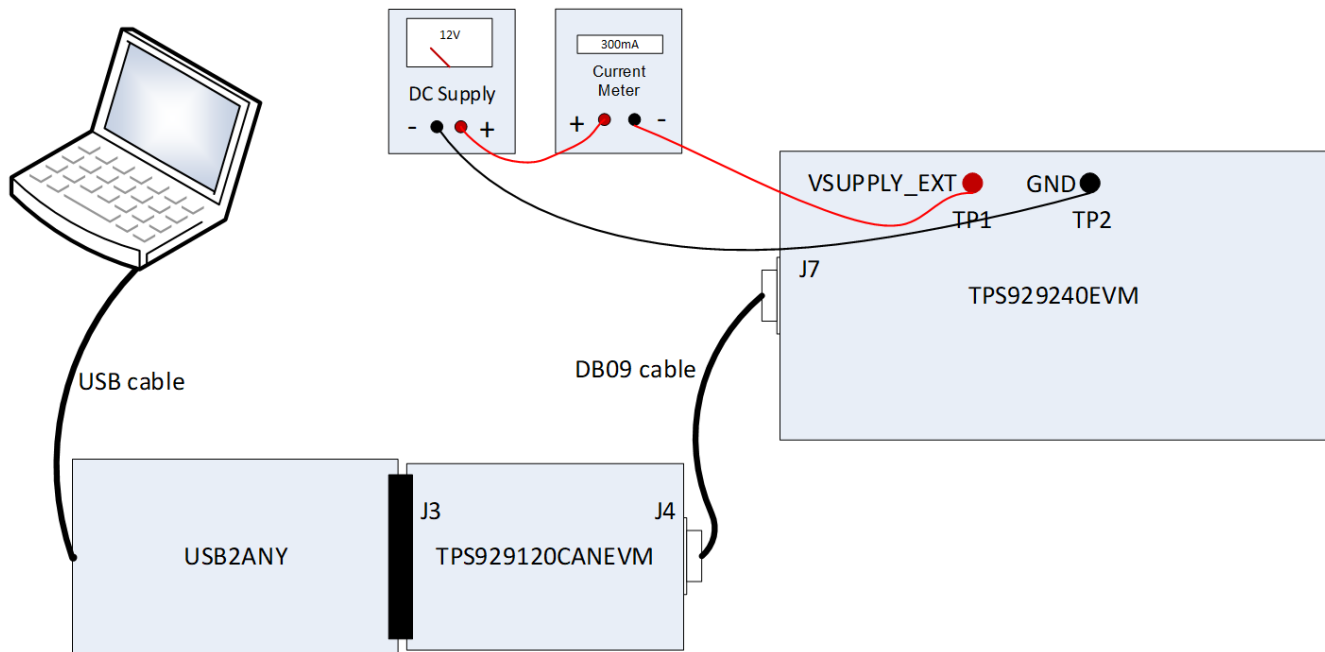 12V
DC Supply
- +
300mA
Current
Meter
+ -
VSUPPLY_EXT GND
TP1 TP2
J7
TPS929240EVM
USB cable
DB09 cable
J3 J4
USB2ANY TPS929120CANEVM